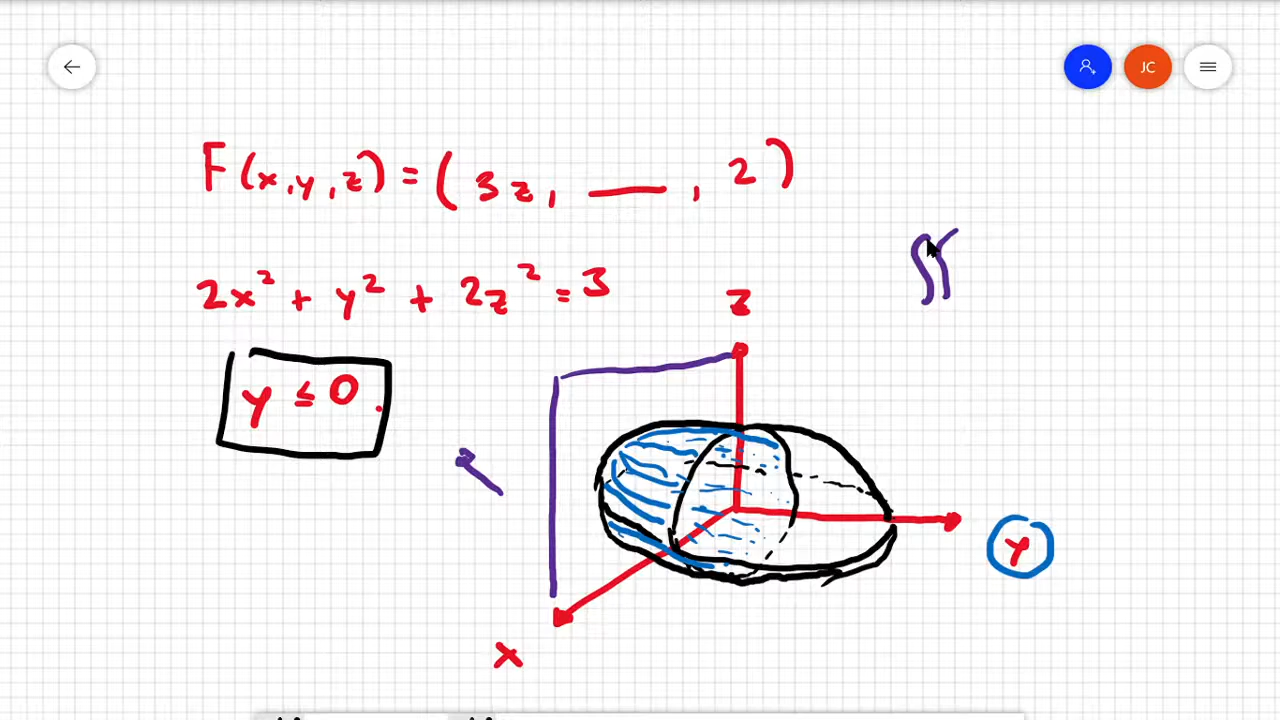 JC
F(x,y,z) = ( 3z, ___ , 2 )
2x² + y² + 2z² = 3
y ≤ 0
∫∫
z
y
x